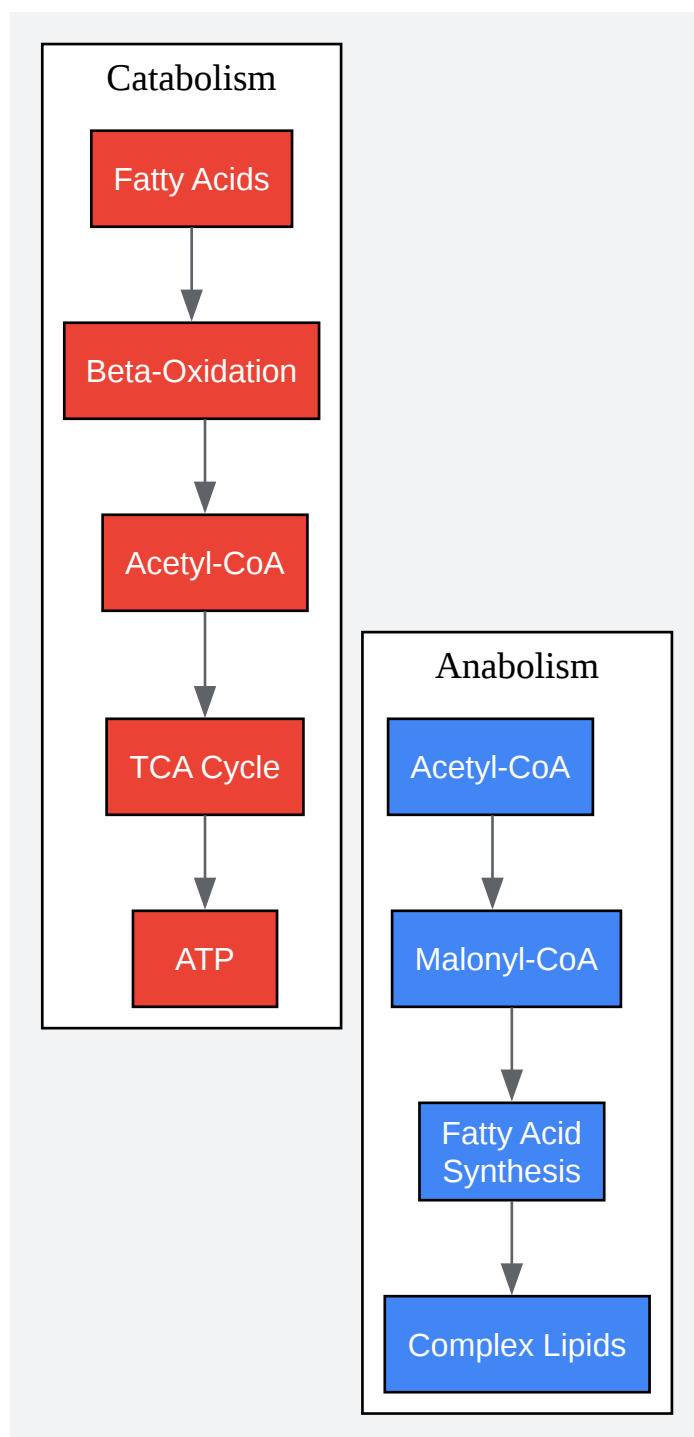 Catabolism
Fatty Acids
Beta-Oxidation
Acetyl-CoA
TCA Cycle
ATP
Anabolism
Acetyl-CoA
Malonyl-CoA
Fatty Acid
Synthesis
Complex Lipids